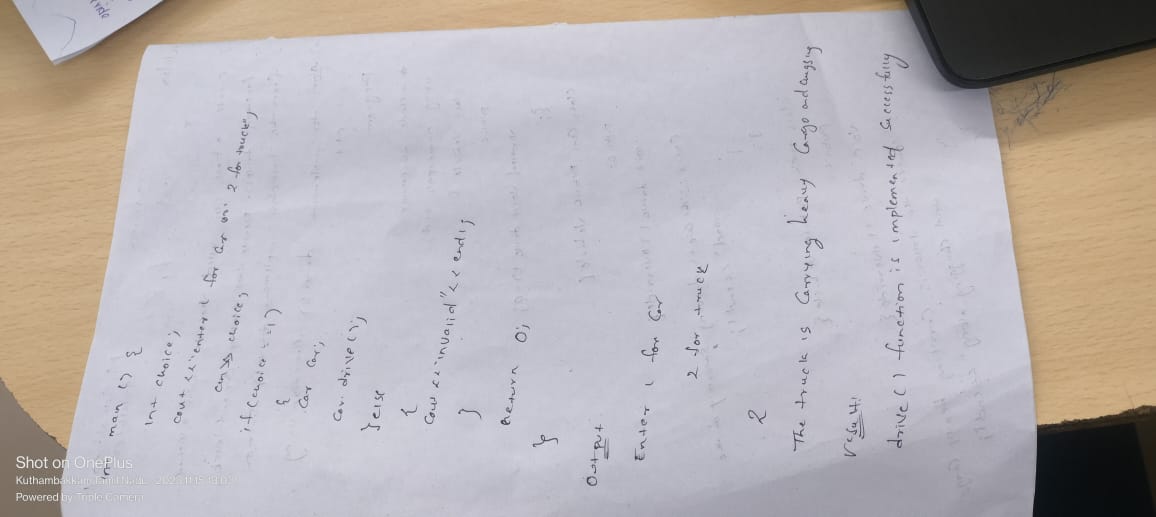 int main () {
int choice;
cout <<"enter 1 for Car or: 2 for truck";
cin>> choice;
if (choice ==1)
{
Car Car;
Car. drive ();
} else
{
Cout <<"invalid"<< endl;
}
Return 0;
}
Output
Enter 1 for Car
2 for truck
2
The truck is Carrying heavy Cargo and
Result:
drive ( ) function is implemented successfully
Shot on OnePlus
Kuthambakkam, Tamil Nadu
Powered by Triple Camera